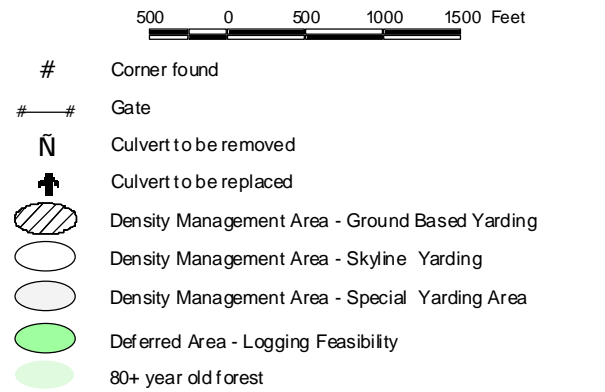 500 0 500 1000 1500 Feet
# Corner found
# # Gate
Ñ Culvert to be removed
Culvert to be replaced
Density Management Area - Ground Based Yarding
Density Management Area - Skyline Yarding
Density Management Area - Special Yarding Area
Deferred Area - Logging Feasibility
80+ year old forest